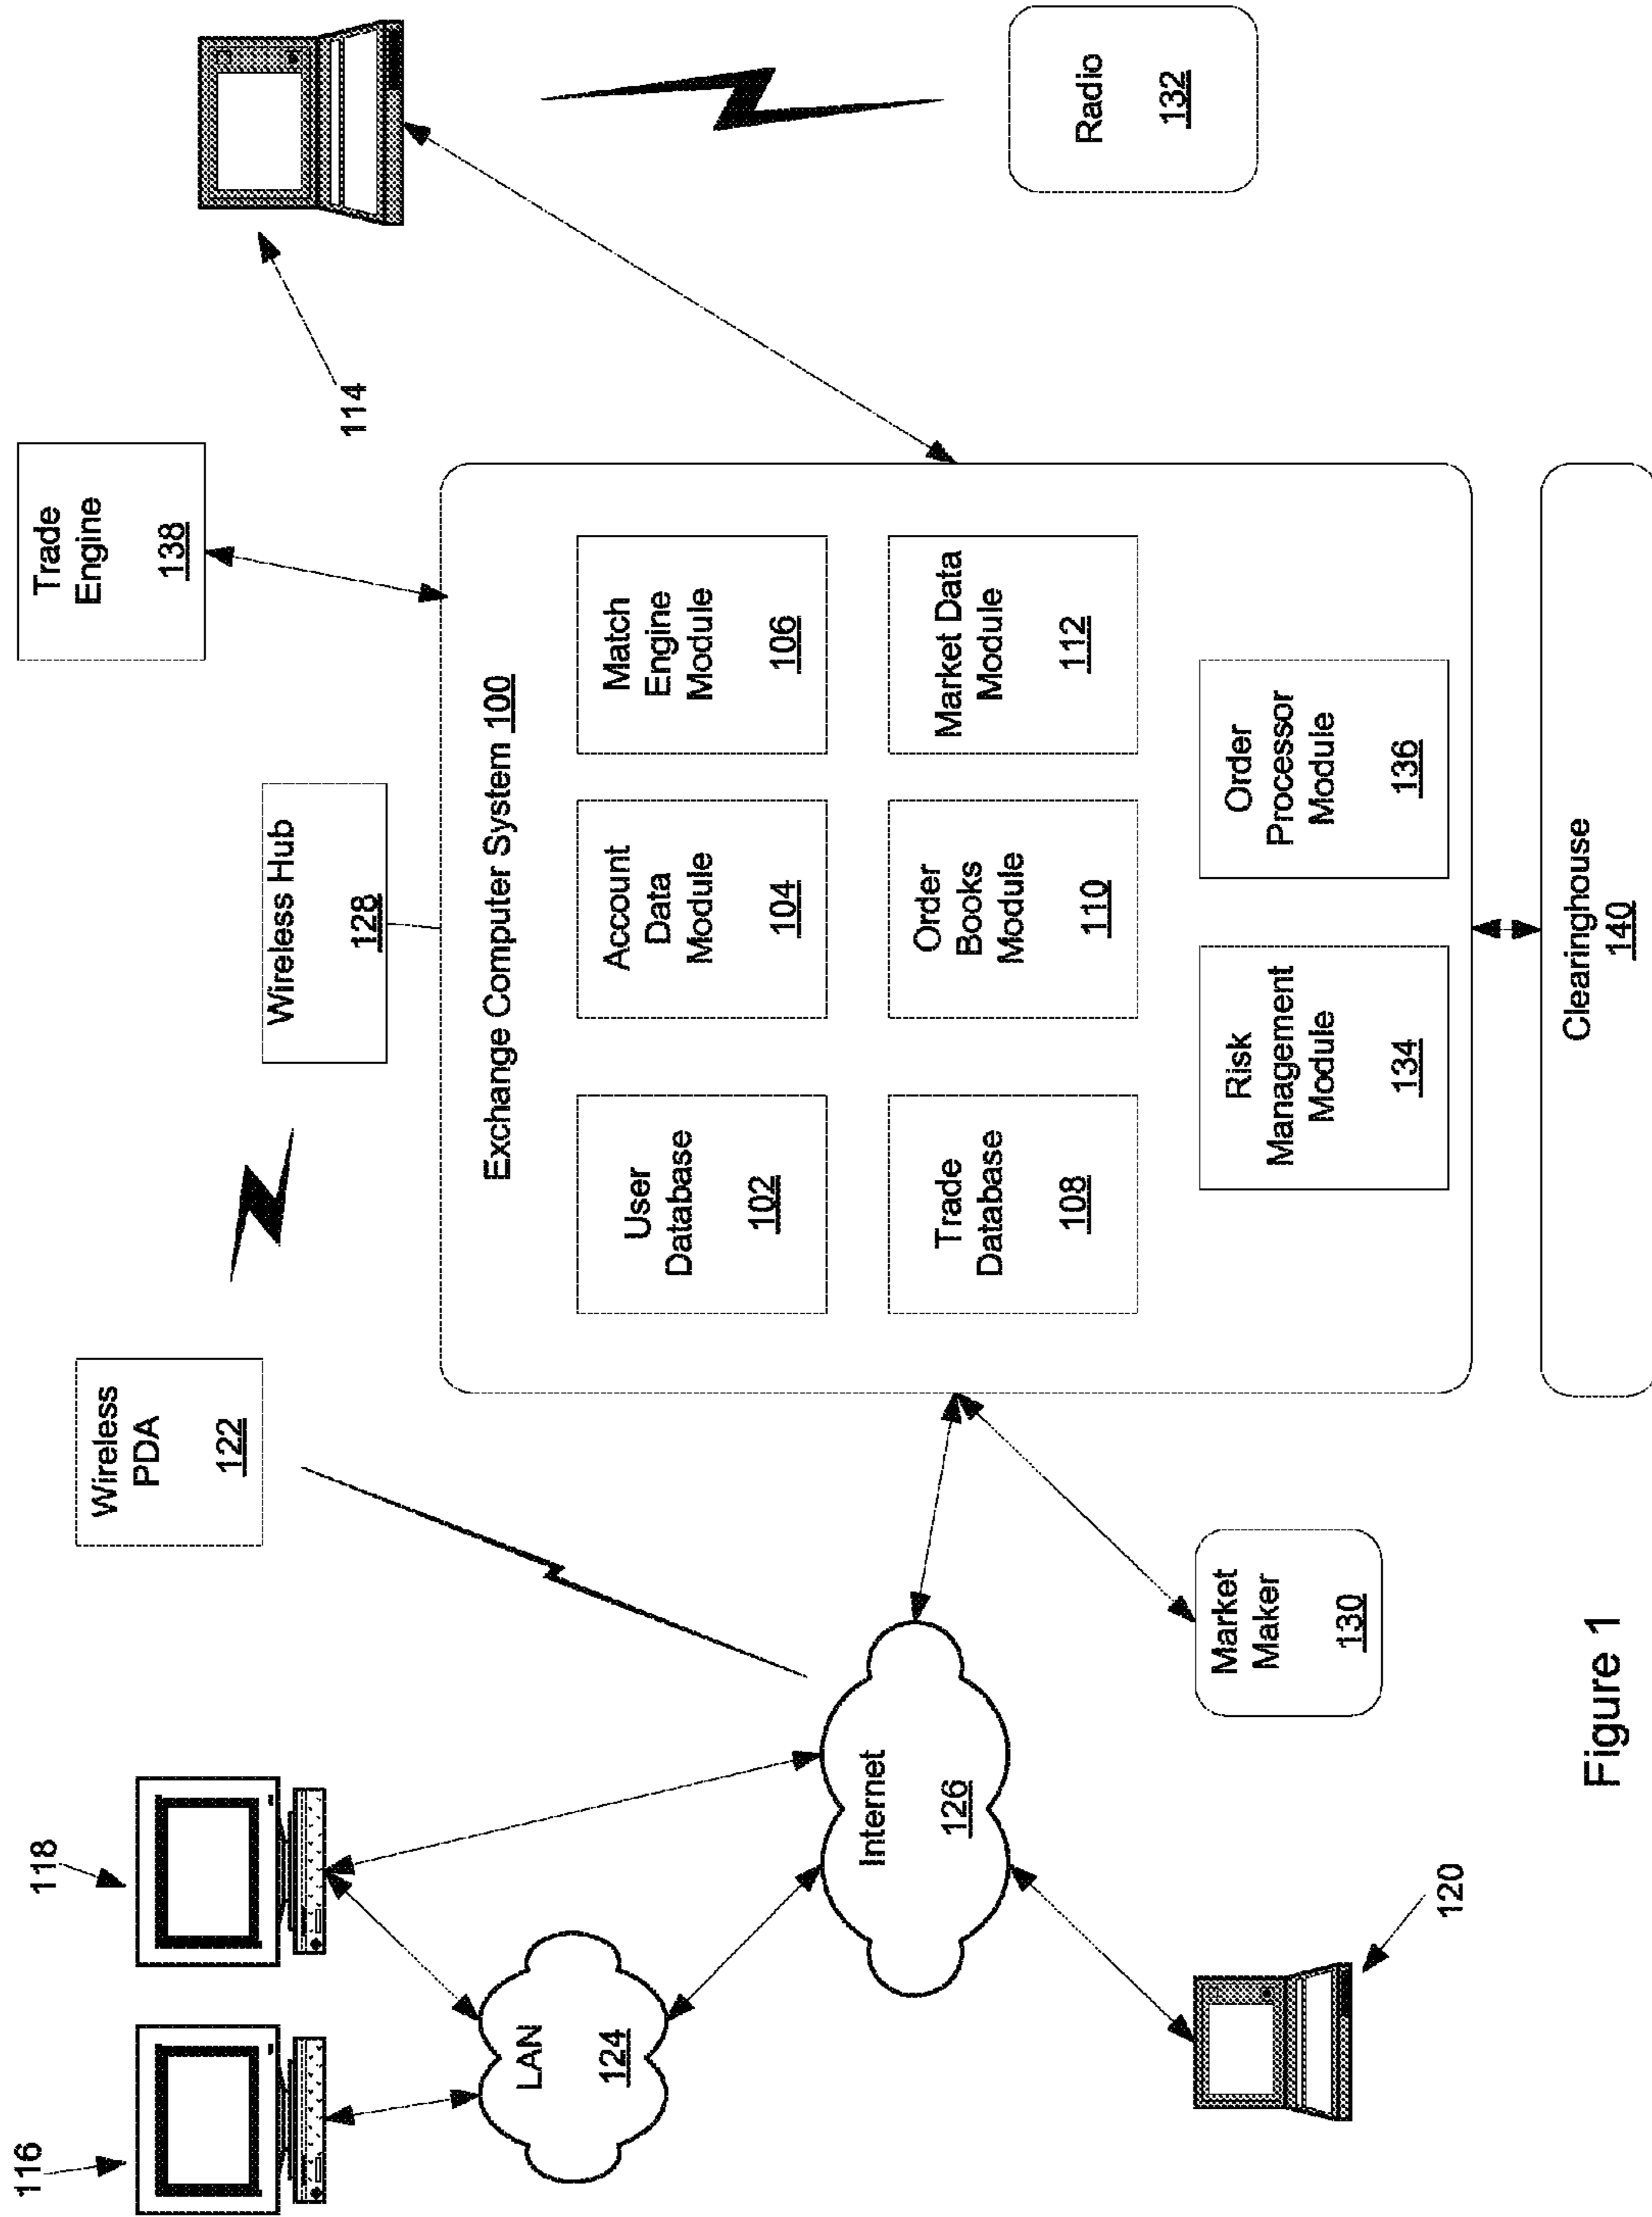 116
118
Wireless
PDA
122
Wireless Hub
128
Trade
Engine
138
114
Exchange Computer System 100
User
Database
102
Account
Data
Module
104
Match
Engine
Module
106
LAN
124
Internet
126
Trade
Database
108
Order
Books
Module
110
Market Data
Module
112
Radio
132
Market
Maker
130
Risk
Management
Module
134
Order
Processor
Module
136
120
Clearinghouse
140
Figure 1